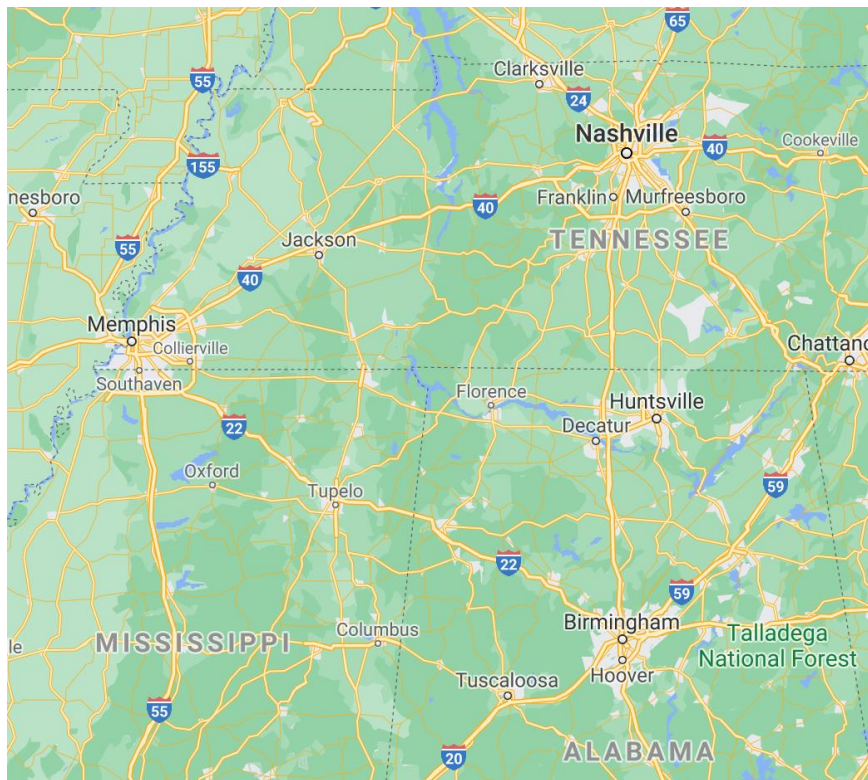 65
55
Clarksville
24
Nashville
40
Cookeville
155
nesboro
40
Franklin
Murfreesboro
55
Jackson
TENNESSEE
40
Memphis
Collierville
Southaven
Chattano
Florence
Huntsville
22
Decatur
Oxford
Tupelo
59
22
59
Birmingham
Columbus
Talladega
National Forest
le
MISSISSIPPI
Hoover
Tuscaloosa
55
20
ALABAMA